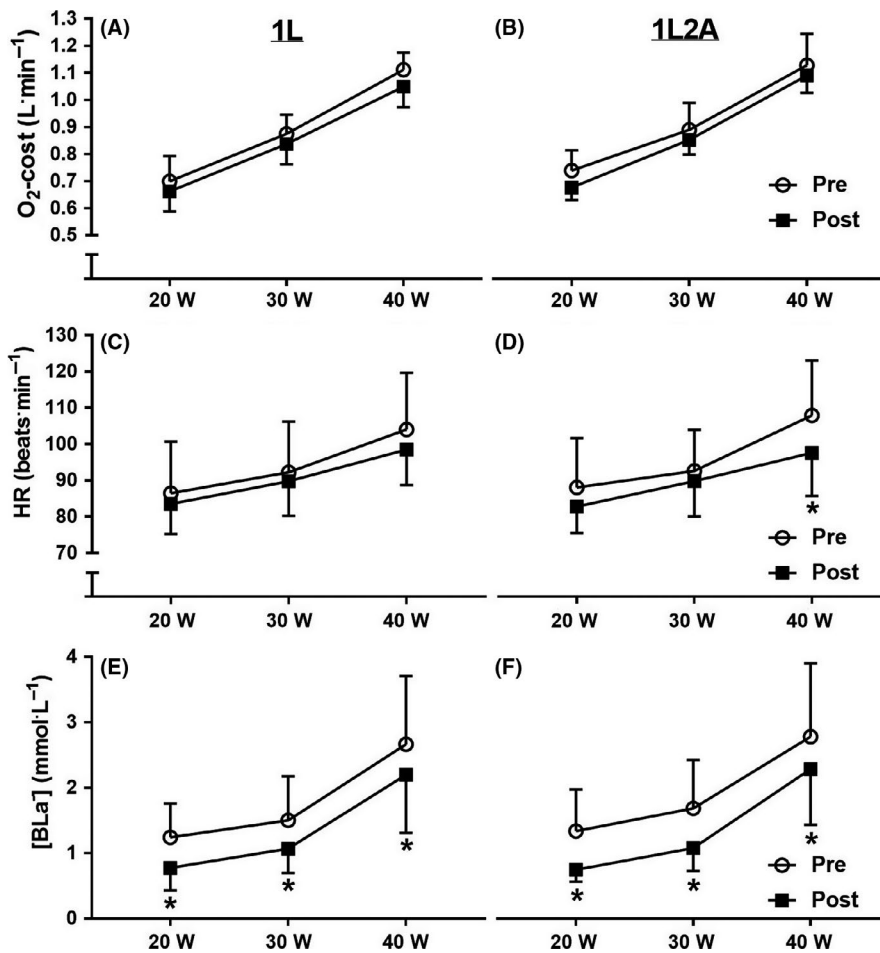 (A) 1L
O₂-cost (L·min⁻¹)
1.3
1.2
1.1
1.0
0.9
0.8
0.7
0.6
0.5
20 W 30 W 40 W
(B) 1L2A
Pre
Post
20 W 30 W 40 W
(C)
HR (beats·min⁻¹)
130
120
110
100
90
80
70
20 W 30 W 40 W
(D)
*
Pre
Post
20 W 30 W 40 W
(E)
[BLa⁻] (mmol·L⁻¹)
4
3
2
1
0
* * *
20 W 30 W 40 W
(F)
* * *
Pre
Post
20 W 30 W 40 W